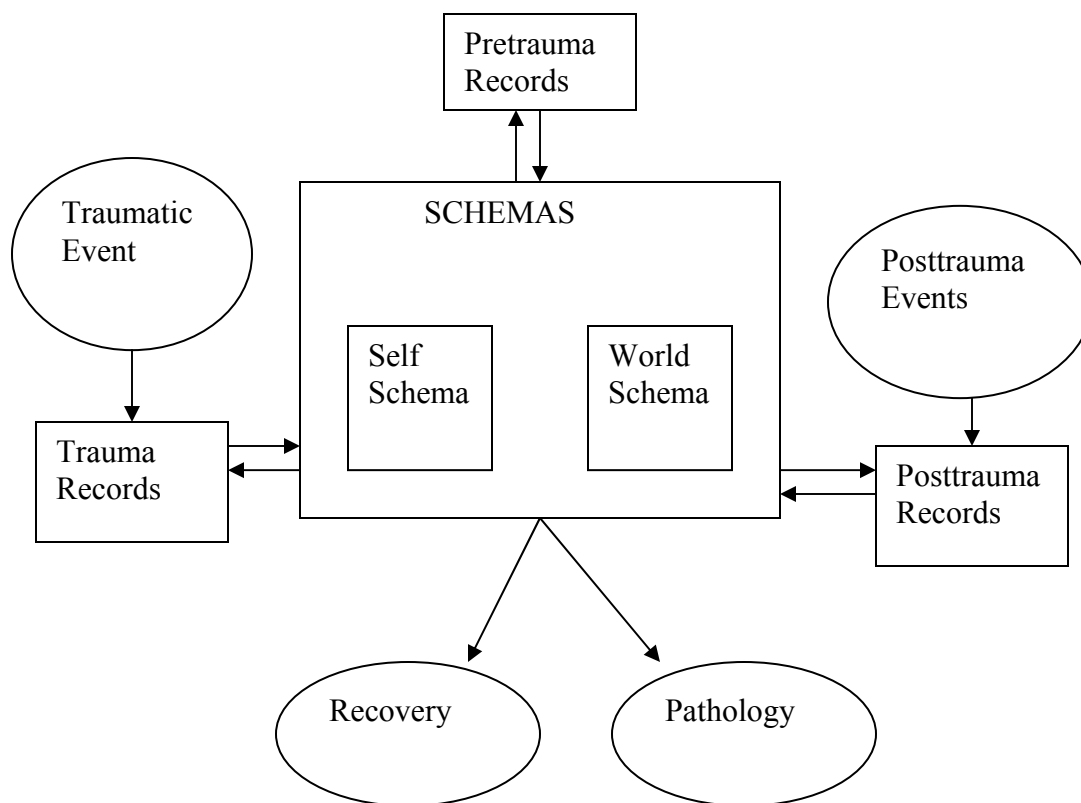 Pretrauma
Records
SCHEMAS
Traumatic
Event
Posttrauma
Events
Self
Schema
World
Schema
Trauma
Records
Posttrauma
Records
Recovery
Pathology